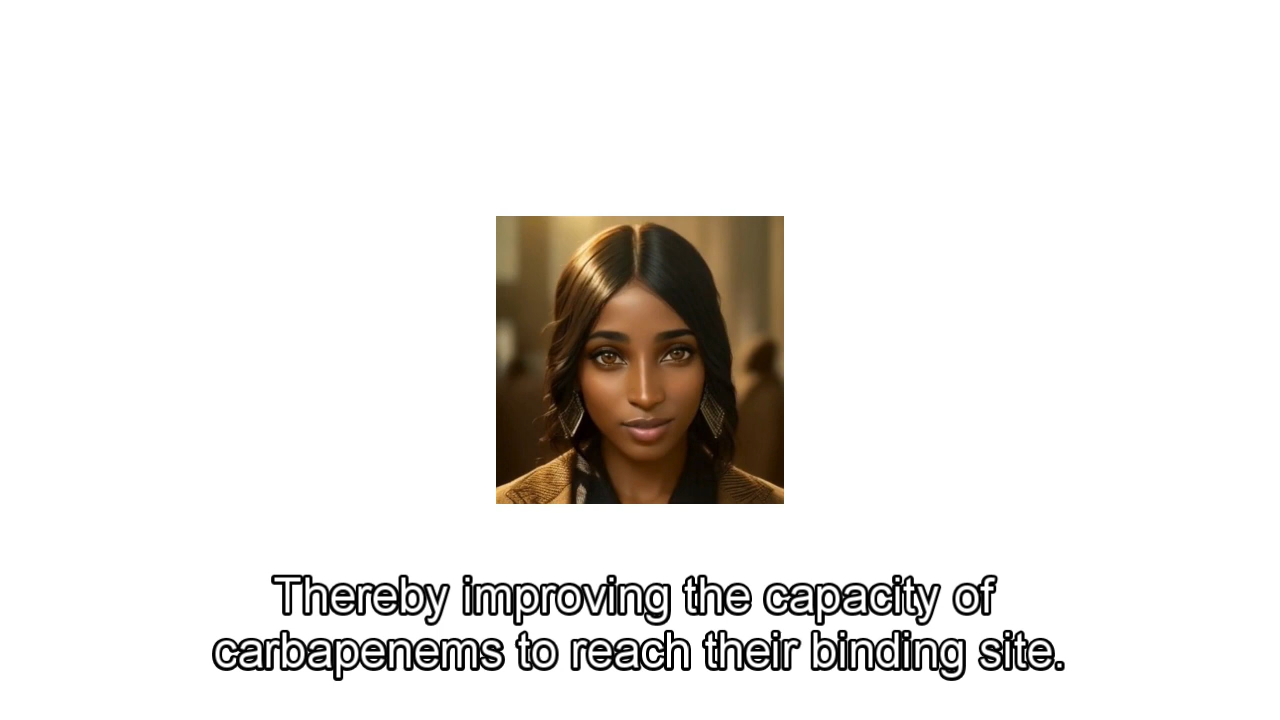 Thereby improving the capacity of
carbapenems to reach their binding site.